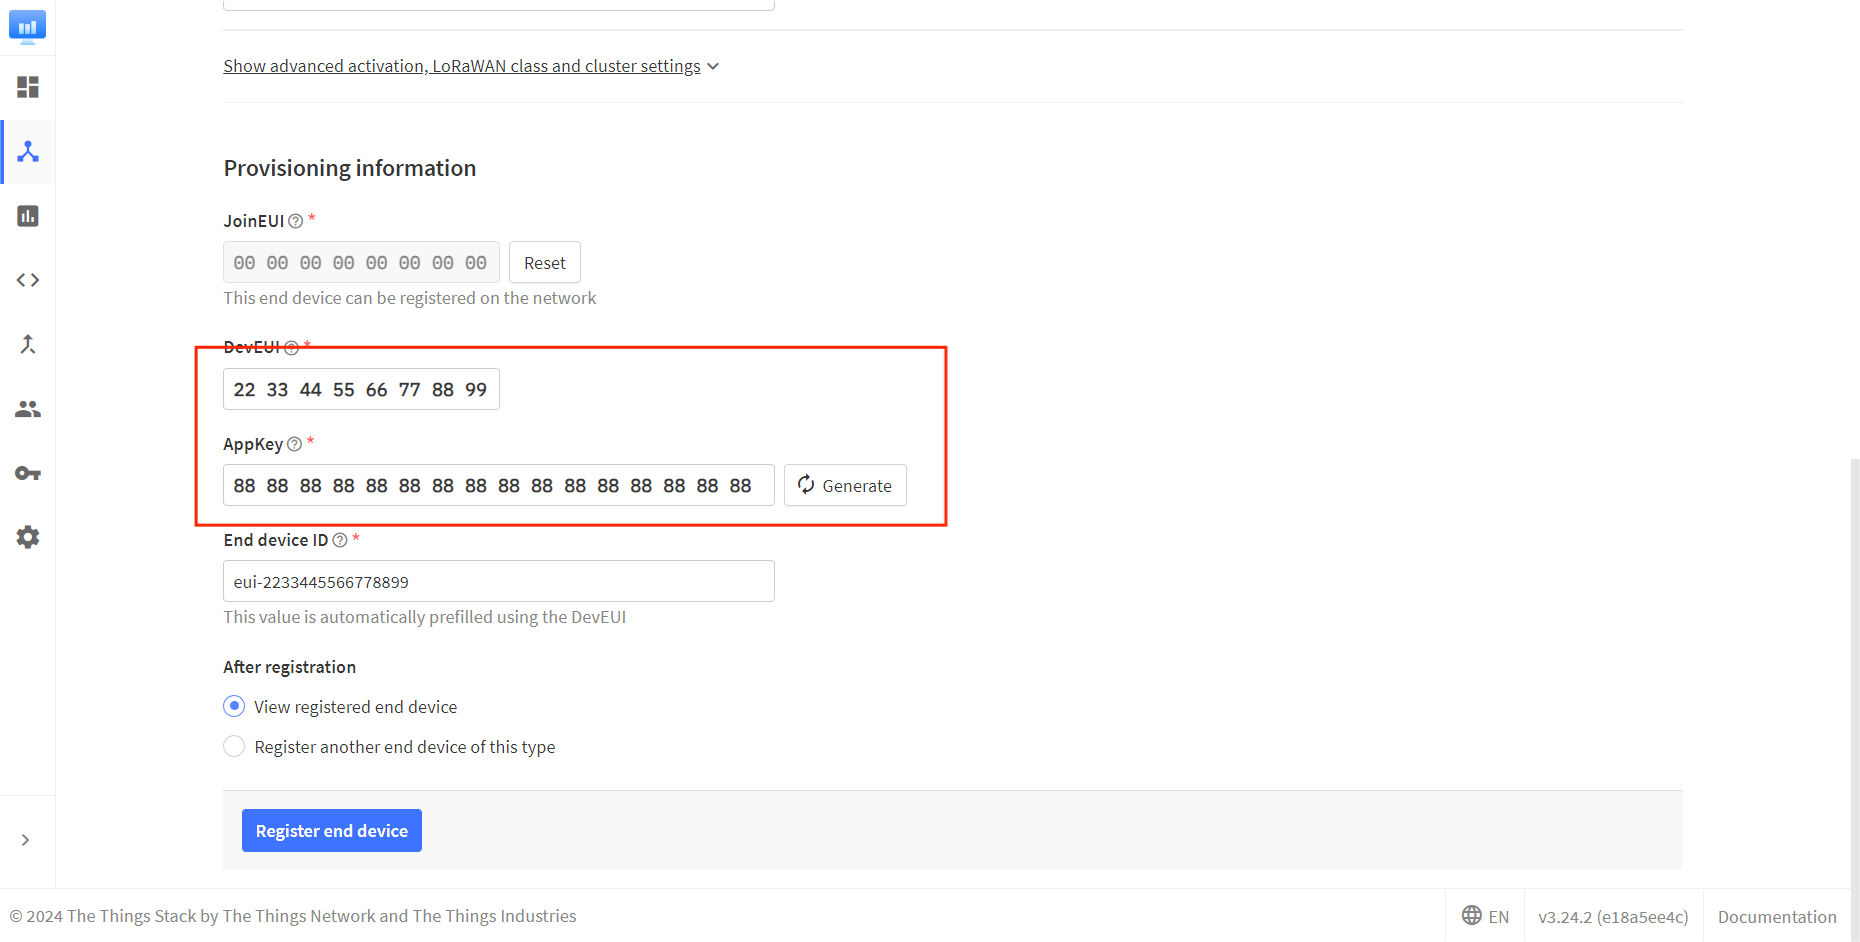 Show advanced activation, LoRaWAN class and cluster settings
Provisioning information
JoinEUI *
00 00 00 00 00 00 00 00 Reset
This end device can be registered on the network
DevEUI *
22 33 44 55 66 77 88 99
AppKey *
88 88 88 88 88 88 88 88 88 88 88 88 88 88 88 88 Generate
End device ID *
eui-2233445566778899
This value is automatically prefilled using the DevEUI
After registration
View registered end device
Register another end device of this type
Register end device
© 2024 The Things Stack by The Things Network and The Things Industries EN v3.24.2 (e18a5ee4c) Documentation